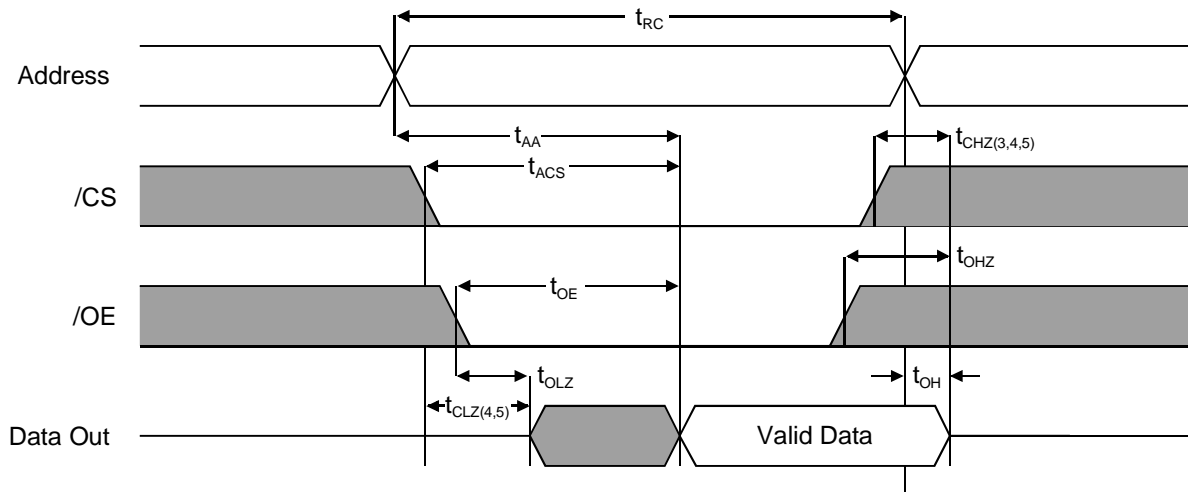 tRC
Address
tAA
tCHZ(3,4,5)
tACS
/CS
tOHZ
tOE
/OE
tOLZ
tOH
tCLZ(4,5)
Data Out
Valid Data